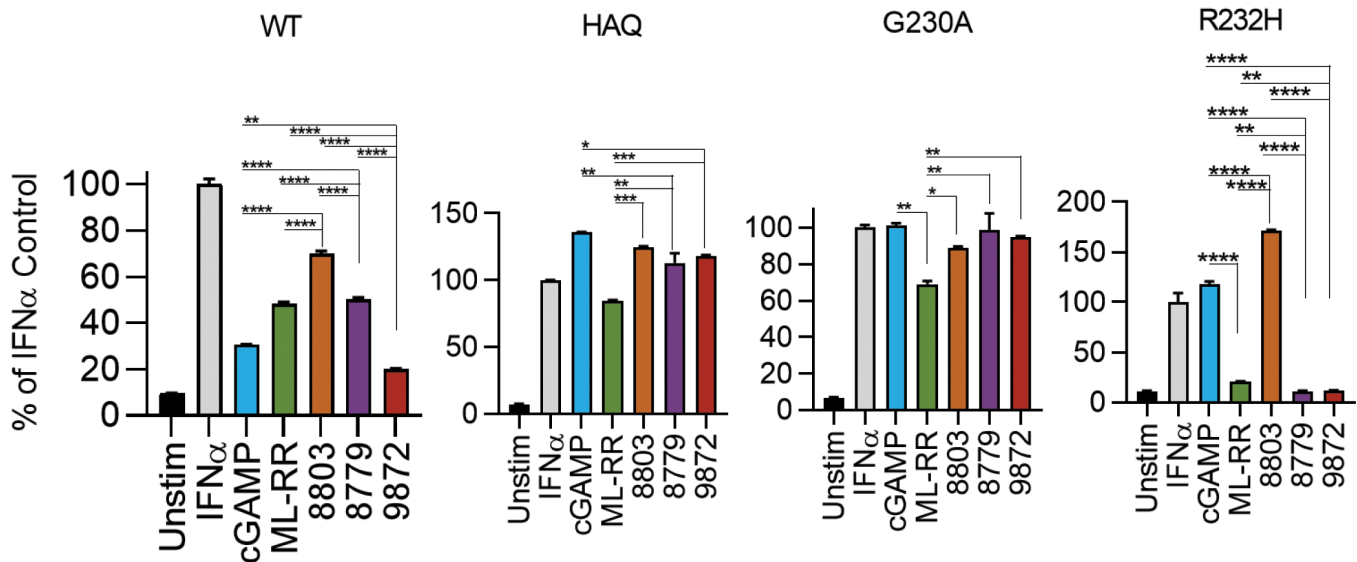 WT
HAQ
G230A
R232H
% of IFNα Control
**
****
****
****
****
****
****
****
****
100
80
60
40
20
0
Unstim
IFNα
cGAMP
ML-RR
8803
8779
9872
*
***
**
**
***
150
100
50
0
Unstim
IFNα
cGAMP
ML-RR
8803
8779
9872
**
**
*
**
100
80
60
40
20
0
Unstim
IFNα
cGAMP
ML-RR
8803
8779
9872
****
**
****
****
**
****
****
****
****
200
150
100
50
0
Unstim
IFNα
cGAMP
ML-RR
8803
8779
9872